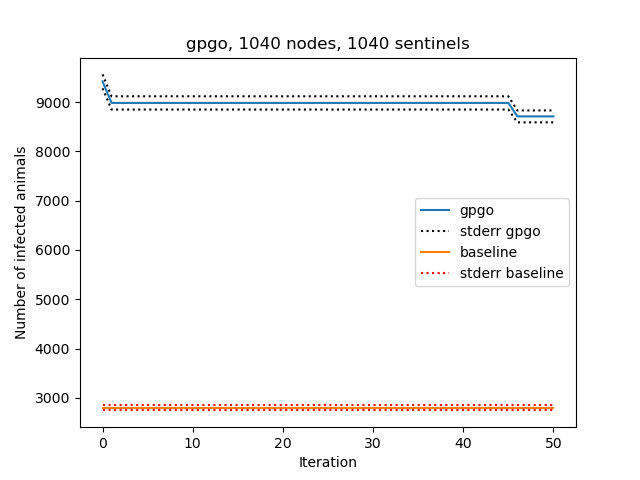 gpgo, 1040 nodes, 1040 sentinels
Number of infected animals
9000
8000
7000
6000
5000
4000
3000
gpgo
stderr gpgo
baseline
stderr baseline
0 10 20 30 40 50
Iteration